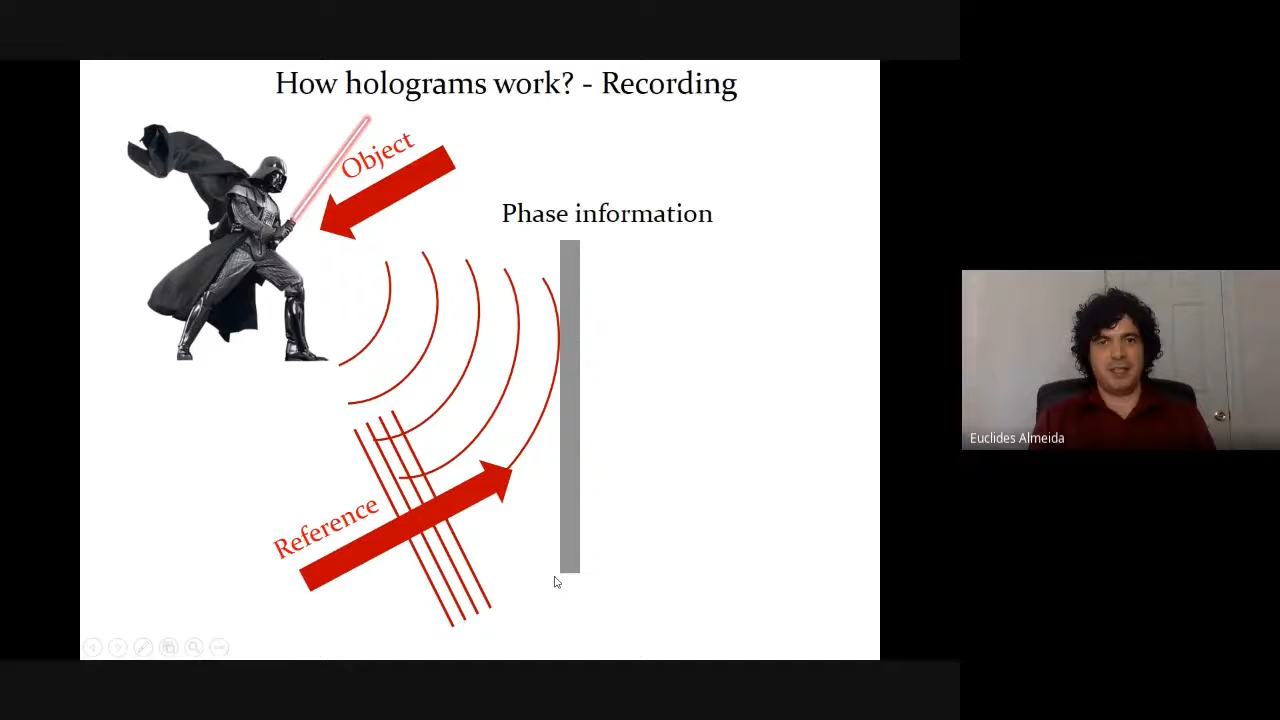 How holograms work? - Recording
Object
Phase information
Reference
Euclides Almeida